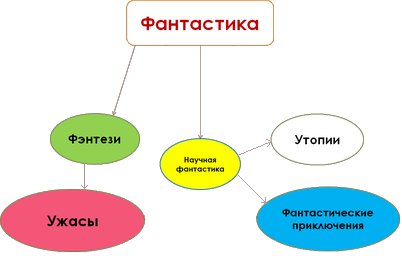 Фантастика
Фэнтези
Научная
фантастика
Утопии
Ужасы
Фантастические
приключения